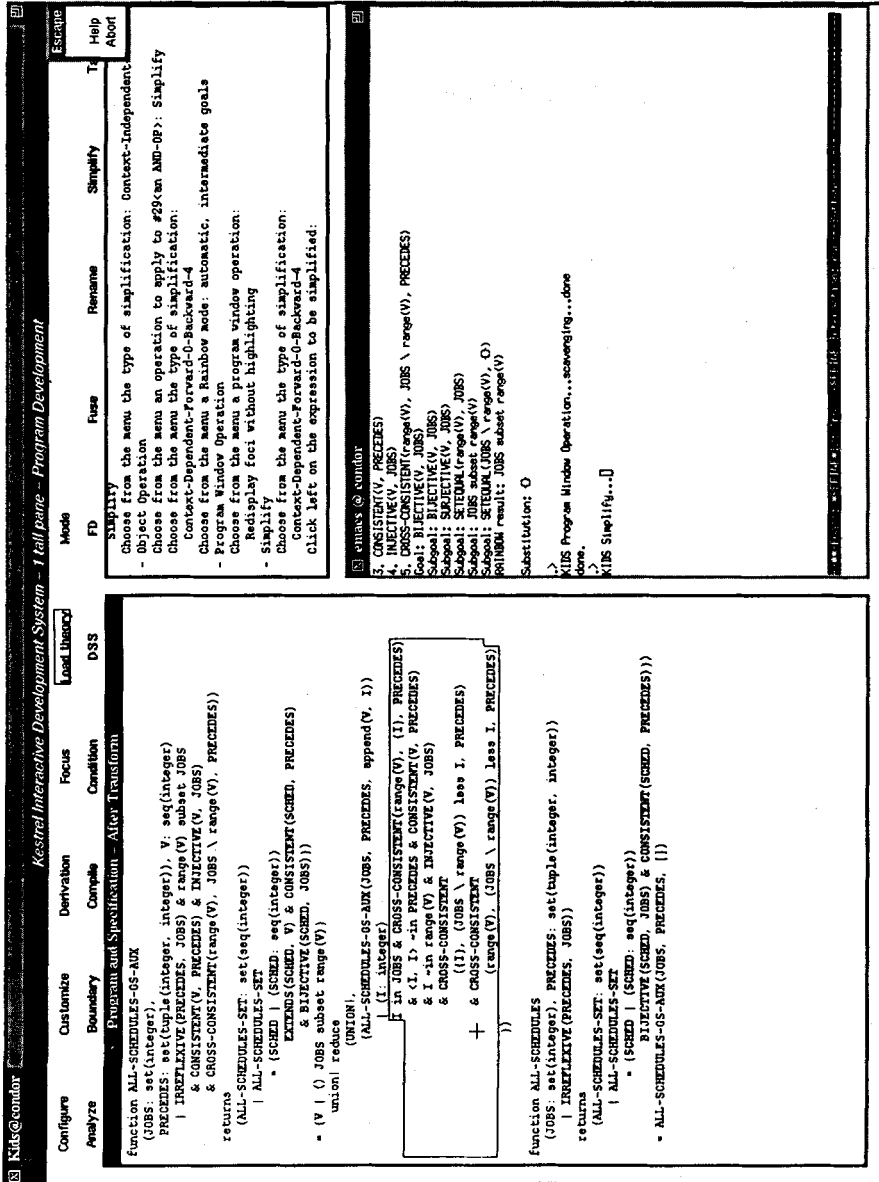 Kids@condor
Kestrel Interactive Development System – 1 tall pane – Program Development
Configure Customize Derivation Focus Load theory Mode
Escape
Help
Abort
Analyze Boundary Compile Condition DSS FD Fuse Rename Simplify Ta
Program and Specification – After Transform
function ALL-SCHEDULES-OS-AUX
(JOBS: set(integer),
PRECEDES: set(tuple(integer, integer)), V: seq(integer)
| IRREFLEXIVE(PRECEDES, JOBS) & range(V) subset JOBS
& CONSISTENT(V, PRECEDES) & INJECTIVE(V, JOBS)
& CROSS-CONSISTENT(range(V), JOBS \ range(V), PRECEDES))
returns
(ALL-SCHEDULES-SET: set(seq(integer))
| ALL-SCHEDULES-SET
= {SCHED | (SCHED: seq(integer))
EXTENDS(SCHED, V) & CONSISTENT(SCHED, PRECEDES)
& BIJECTIVE(SCHED, JOBS)})
= {V | () JOBS subset range(V)}
union| reduce
(UNION|,
{ALL-SCHEDULES-OS-AUX(JOBS, PRECEDES, append(V, I))
| (I: integer)
I in JOBS & CROSS-CONSISTENT(range(V), {I}, PRECEDES)
& <I, I> ~in PRECEDES & CONSISTENT(V, PRECEDES)
& I ~in range(V) & INJECTIVE(V, JOBS)
& CROSS-CONSISTENT
({I}, (JOBS \ range(V)) less I, PRECEDES)
& CROSS-CONSISTENT
(range(V), (JOBS \ range(V)) less I, PRECEDES)
})
function ALL-SCHEDULES
(JOBS: set(integer), PRECEDES: set(tuple(integer, integer))
| IRREFLEXIVE(PRECEDES, JOBS))
returns
(ALL-SCHEDULES-SET: set(seq(integer))
| ALL-SCHEDULES-SET
= {SCHED | (SCHED: seq(integer))
BIJECTIVE(SCHED, JOBS) & CONSISTENT(SCHED, PRECEDES)})
= ALL-SCHEDULES-OS-AUX(JOBS, PRECEDES, [])
simplify
Choose from the menu the type of simplification: Context-Independent
- Object Operation
Choose from the menu an operation to apply to #29<an AND-OP>: Simplify
Choose from the menu the type of simplification:
Context-Dependent-Forward-0-Backward-4
Choose from the menu a Rainbow mode: automatic, intermediate goals
- Program Window Operation
Choose from the menu a program window operation:
Redisplay foci without highlighting
- Simplify
Choose from the menu the type of simplification:
Context-Dependent-Forward-0-Backward-4
Click left on the expression to be simplified:
emacs @ condor
3. CONSISTENT(V, PRECEDES)
4. INJECTIVE(V, JOBS)
5. CROSS-CONSISTENT(range(V), JOBS \ range(V), PRECEDES)
Goal: BIJECTIVE(V, JOBS)
Subgoal: BIJECTIVE(V, JOBS)
Subgoal: SURJECTIVE(V, JOBS)
Subgoal: SETEQUAL(range(V), JOBS)
Subgoal: JOBS subset range(V)
Subgoal: SETEQUAL(JOBS \ range(V), {})
RAINBOW result: JOBS subset range(V)
Substitution: {}
.>
KIDS Program Window Operation...scavenging...done
done.
.>
KIDS Simplify...